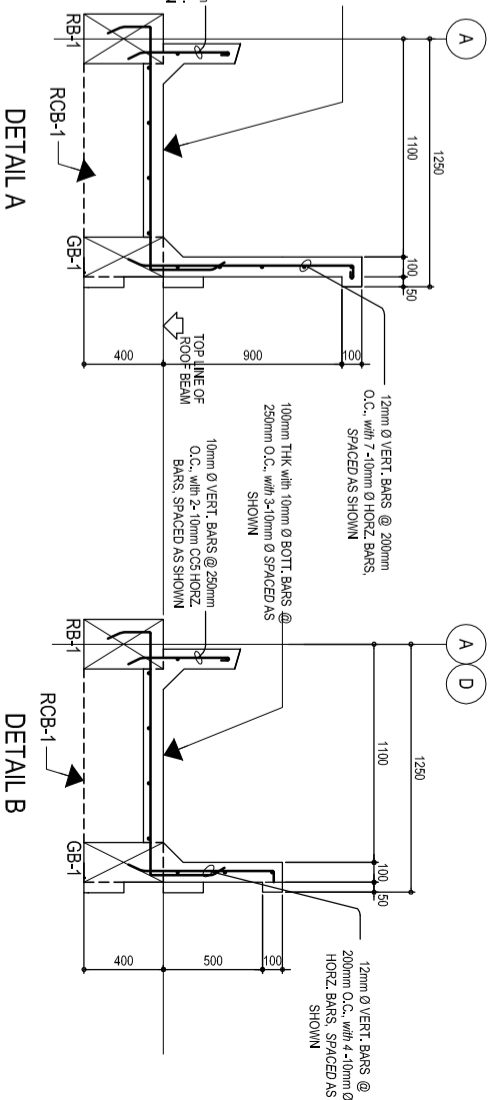 A
1250
1100
100
50
RB-1
RCB-1
GB-1
400
900
100
TOP LINE OF
ROOF BEAM
12mm Ø VERT. BARS @ 200mm
O.C., with 7 -10mm Ø HORZ. BARS,
SPACED AS SHOWN
DETAIL A
100mm THK with 10mm Ø BOTT. BARS @
250mm O.C., with 3-10mm Ø SPACED AS
SHOWN
10mm Ø VERT. BARS @ 250mm
O.C., with 2- 10mm CC5 HORZ.
BARS, SPACED AS SHOWN
A
D
1250
1100
100
50
RB-1
RCB-1
GB-1
400
500
100
12mm Ø VERT. BARS @
200mm O.C., with 4 -10mm Ø
HORZ. BARS, SPACED AS
SHOWN
DETAIL B